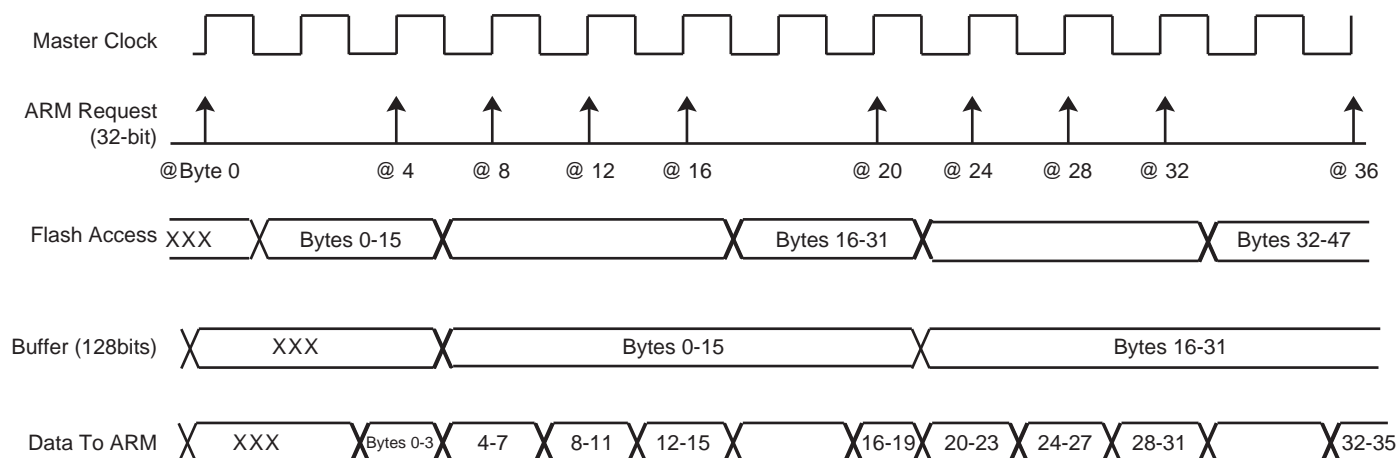 Master Clock
ARM Request
(32-bit)
@Byte 0 @ 4 @ 8 @ 12 @ 16 @ 20 @ 24 @ 28 @ 32 @ 36
Flash Access XXX Bytes 0-15 Bytes 16-31 Bytes 32-47
Buffer (128bits) XXX Bytes 0-15 Bytes 16-31
Data To ARM XXX Bytes 0-3 4-7 8-11 12-15 16-19 20-23 24-27 28-31 32-35